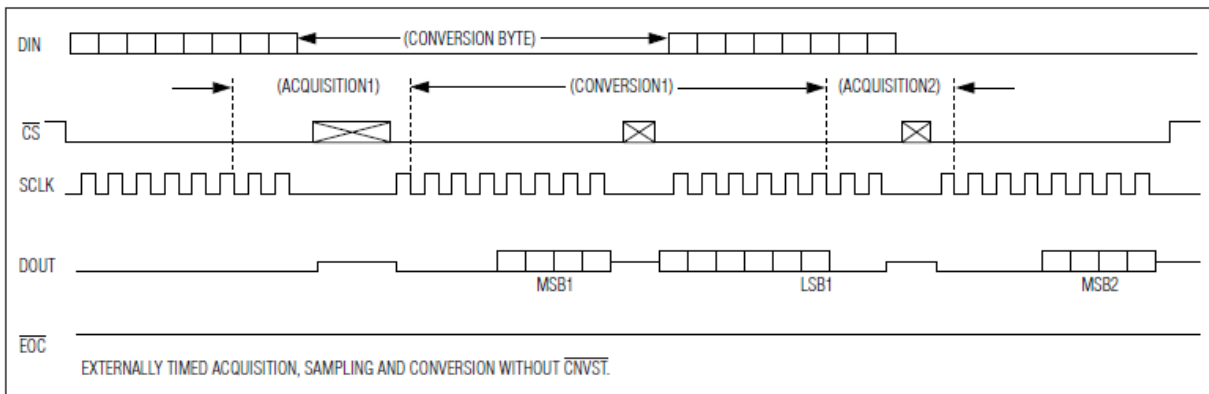 DIN
(CONVERSION BYTE)
(ACQUISITION1)
(CONVERSION1)
(ACQUISITION2)
CS
SCLK
DOUT
MSB1
LSB1
MSB2
EOC
EXTERNALLY TIMED ACQUISITION, SAMPLING AND CONVERSION WITHOUT CNVST.